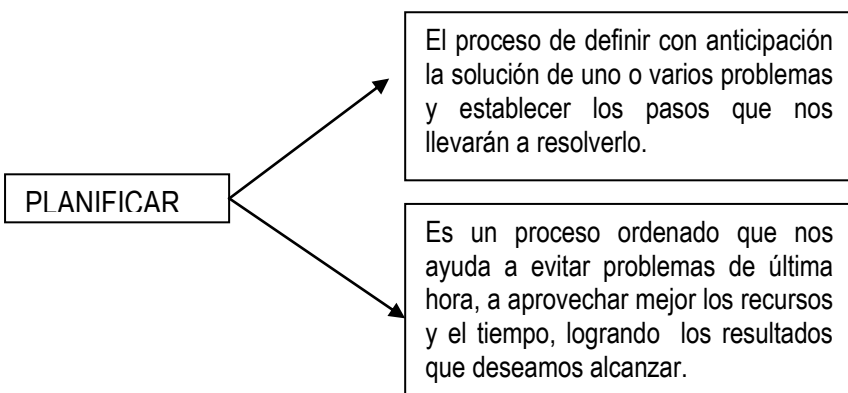 El proceso de definir con anticipación
la solución de uno o varios problemas
y establecer los pasos que nos
llevarán a resolverlo.
PLANIFICAR
Es un proceso ordenado que nos
ayuda a evitar problemas de última
hora, a aprovechar mejor los recursos
y el tiempo, logrando los resultados
que deseamos alcanzar.